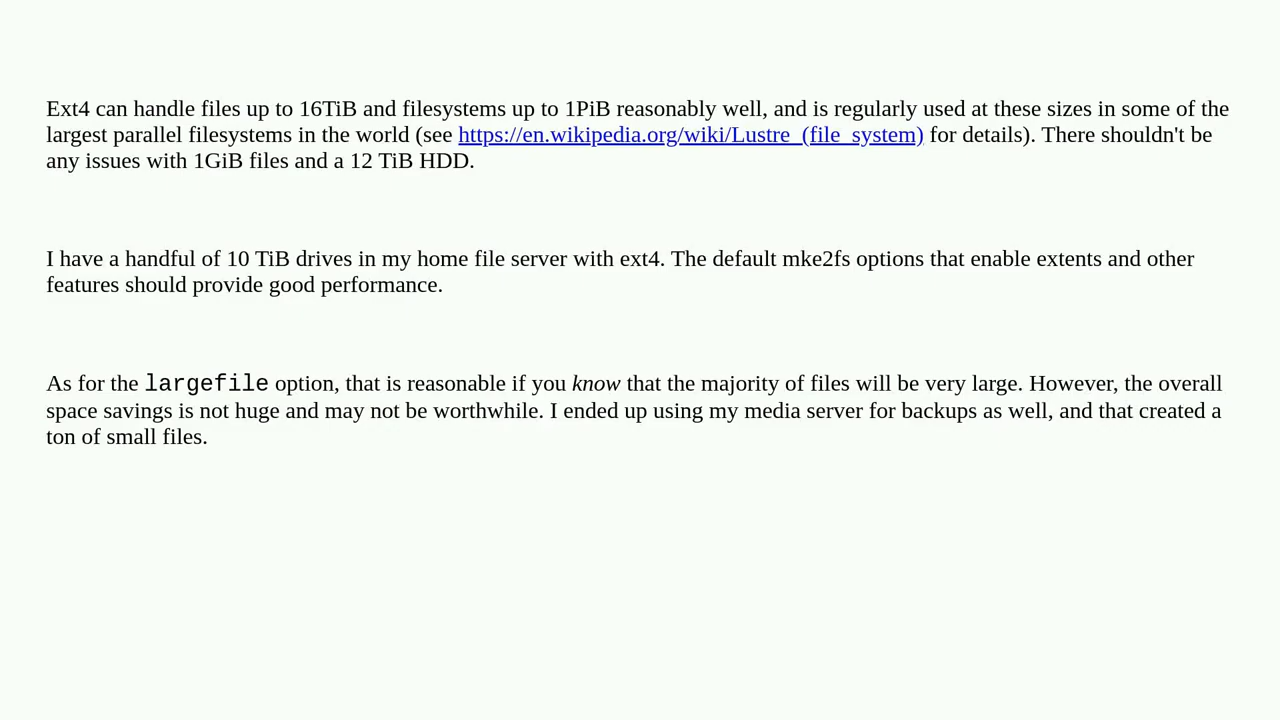 Ext4 can handle files up to 16TiB and filesystems up to 1PiB reasonably well, and is regularly used at these sizes in some of the
largest parallel filesystems in the world (see https://en.wikipedia.org/wiki/Lustre_(file_system) for details). There shouldn't be
any issues with 1GiB files and a 12 TiB HDD.
I have a handful of 10 TiB drives in my home file server with ext4. The default mke2fs options that enable extents and other
features should provide good performance.
As for the largefile option, that is reasonable if you know that the majority of files will be very large. However, the overall
space savings is not huge and may not be worthwhile. I ended up using my media server for backups as well, and that created a
ton of small files.